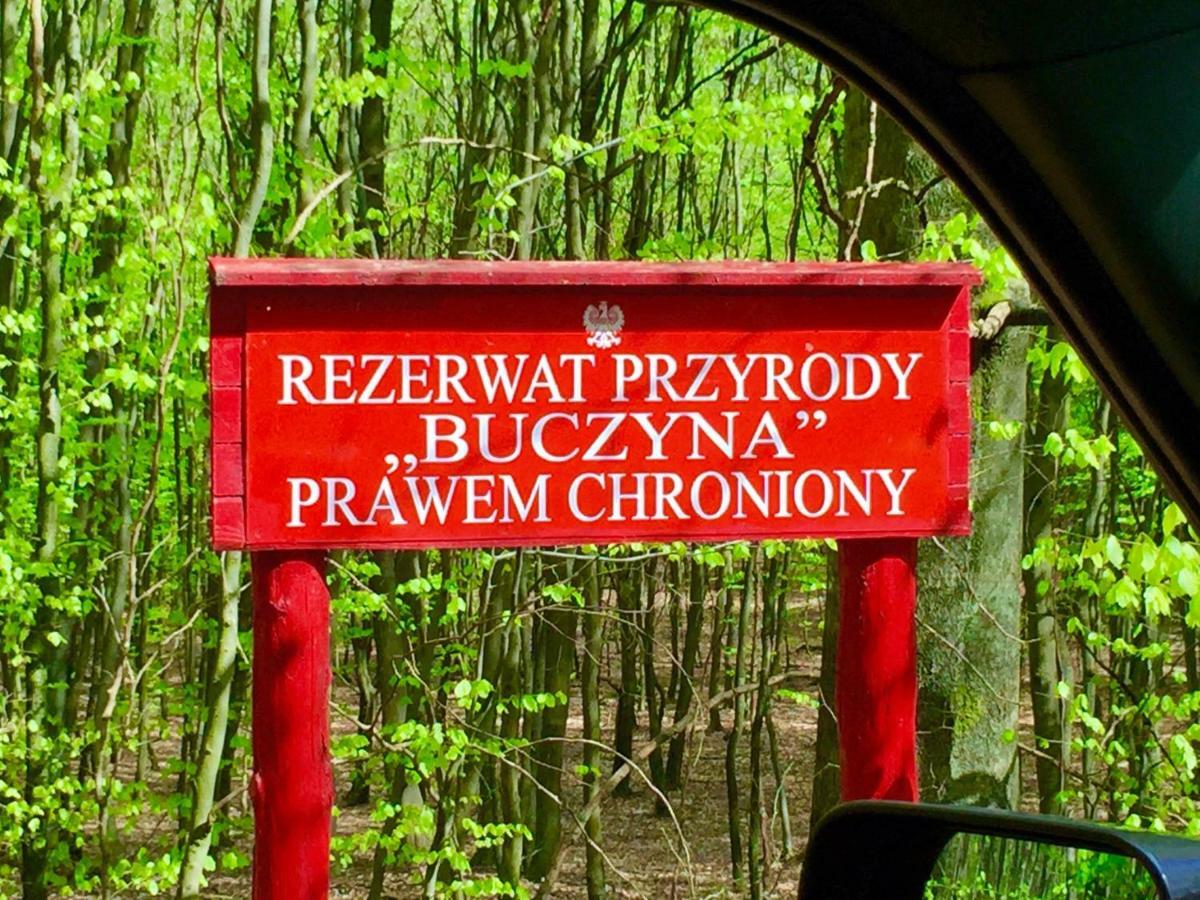 REZERWAT PRZYRODY
„BUCZYNA”
PRAWEM CHRONIONY